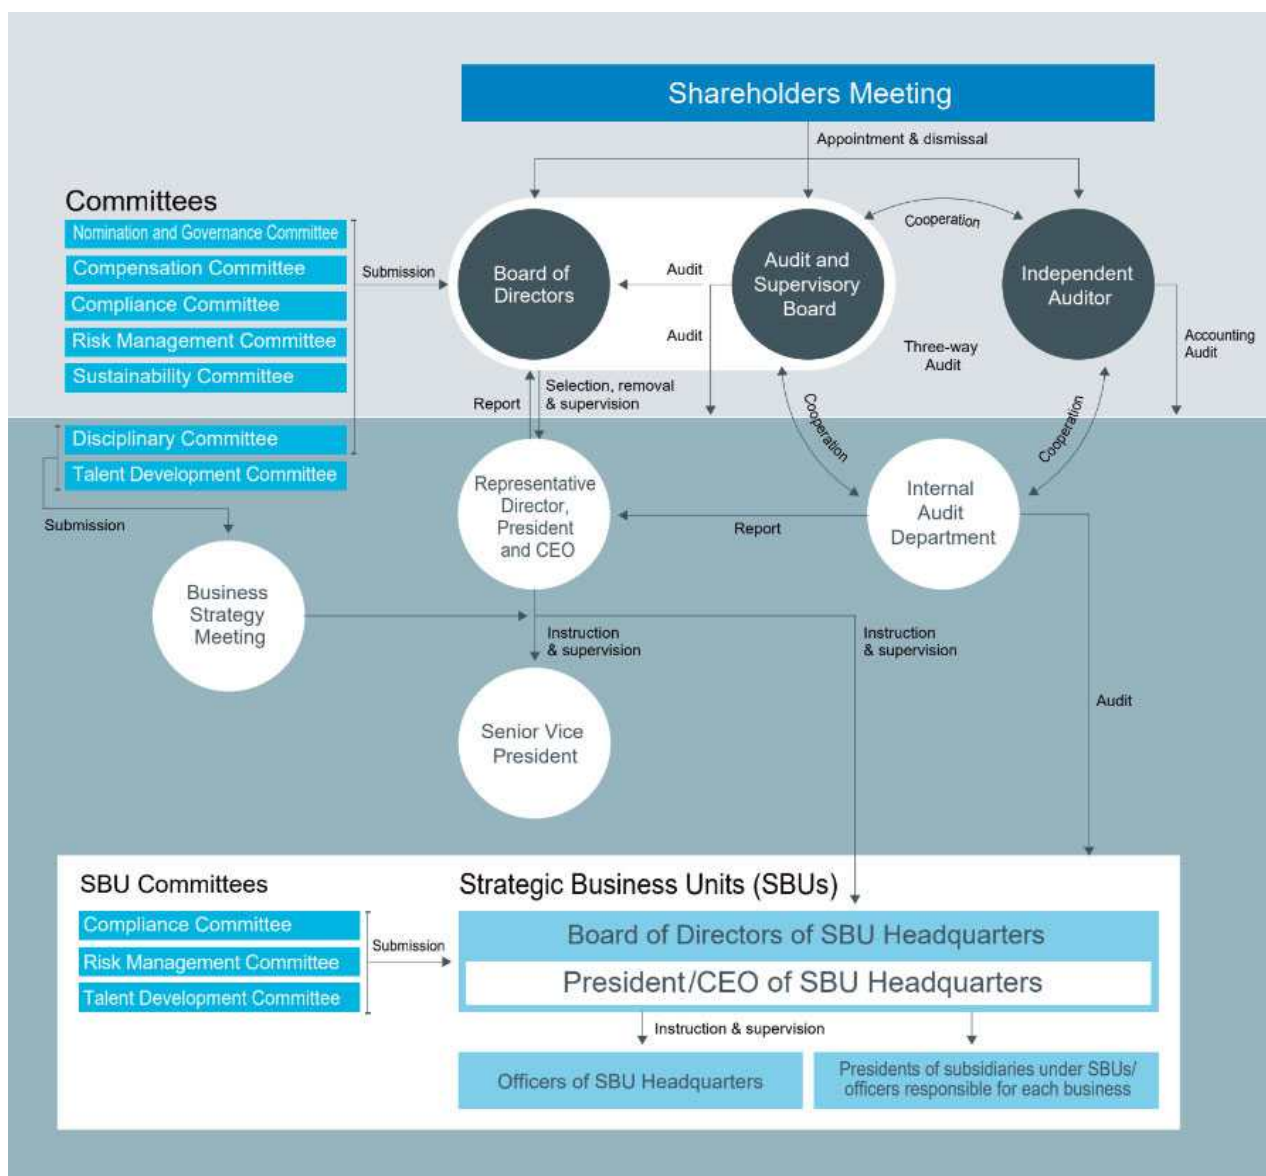 Shareholders Meeting
Appointment & dismissal
Committees
Nomination and Governance Committee
Compensation Committee
Compliance Committee
Risk Management Committee
Sustainability Committee
Disciplinary Committee
Talent Development Committee
Submission
Submission
Board of
Directors
Audit
Audit
Audit and
Supervisory
Board
Cooperation
Independent
Auditor
Three-way
Audit
Accounting
Audit
Report
Selection, removal
& supervision
Cooperation
Cooperation
Representative
Director,
President
and CEO
Report
Internal
Audit
Department
Business
Strategy
Meeting
Instruction
& supervision
Instruction
& supervision
Audit
Senior Vice
President
SBU Committees
Compliance Committee
Risk Management Committee
Talent Development Committee
Submission
Strategic Business Units (SBUs)
Board of Directors of SBU Headquarters
President/CEO of SBU Headquarters
Instruction & supervision
Officers of SBU Headquarters
Presidents of subsidiaries under SBUs/
officers responsible for each business